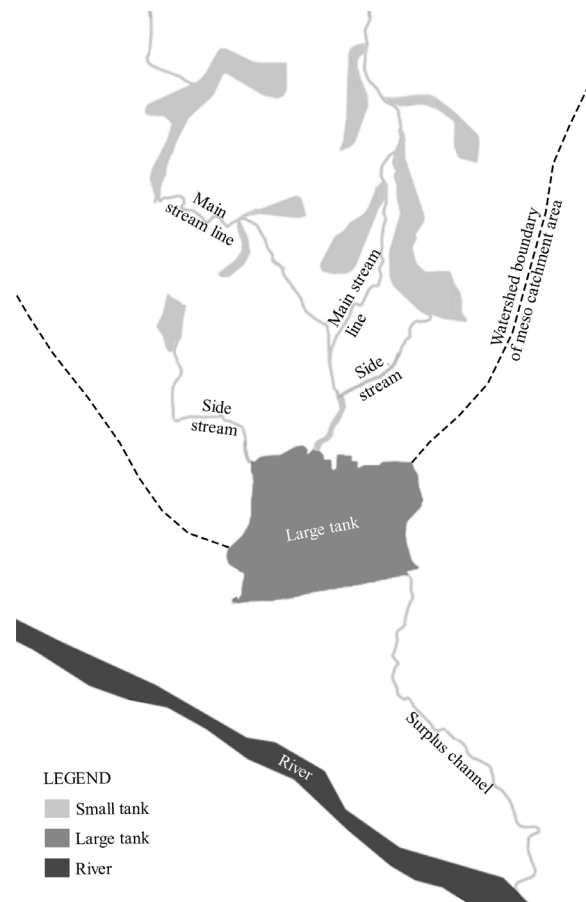 Main
stream line
Main stream
line
Side
stream
Side
stream
Watershed boundary
of meso catchment area
Large tank
Surplus channel
River
LEGEND
Small tank
Large tank
River